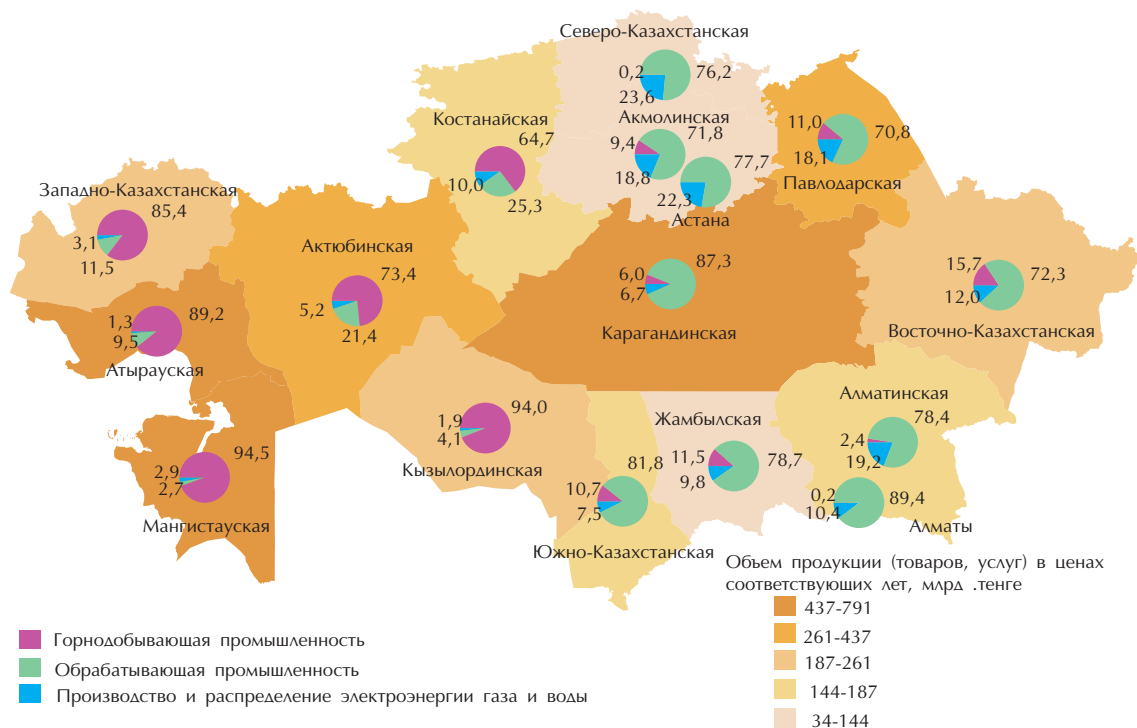 Северо-Казахстанская
0,2 76,2
23,6
Акмолинская
71,8
9,4
18,8
77,7
22,3
Астана
Костанайская
64,7
10,0
25,3
11,0 70,8
18,1
Павлодарская
Западно-Казахстанская
85,4
3,1
11,5
Актюбинская
73,4
5,2
21,4
87,3
6,0
6,7
Карагандинская
15,7 72,3
12,0
Восточно-Казахстанская
1,3 89,2
9,5
Атырауская
94,5
2,9
2,7
Мангистауская
1,9 94,0
4,1
Кызылординская
81,8
10,7
7,5
Южно-Казахстанская
Жамбылская
11,5 78,7
9,8
Алматинская
78,4
2,4
19,2
0,2 89,4
10,4
Алматы
Объем продукции (товаров, услуг) в ценах
соответствующих лет, млрд .тенге
437-791
261-437
187-261
144-187
34-144
Горнодобывающая промышленность
Обрабатывающая промышленность
Производство и распределение электроэнергии газа и воды